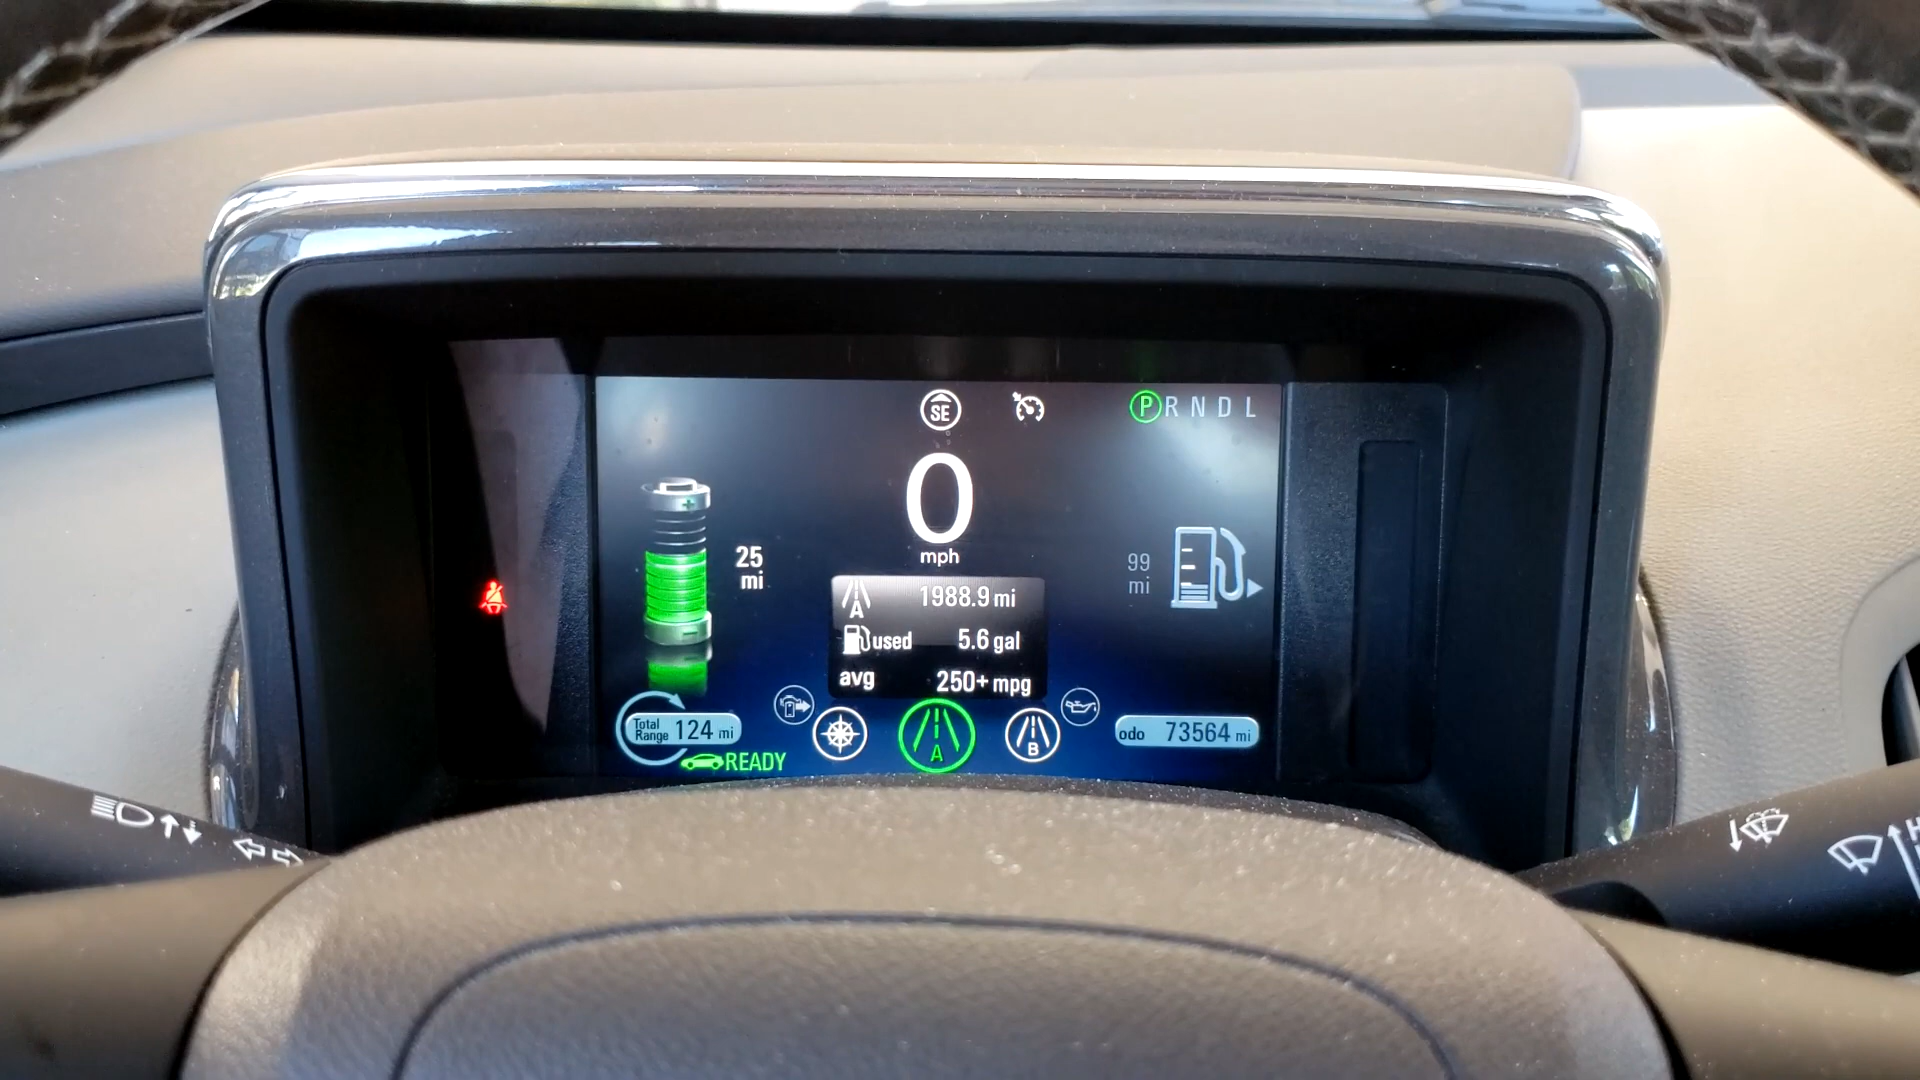 SE
P R N D L
0
mph
25
mi
99
mi
A 1988.9 mi
used 5.6 gal
avg 250+ mpg
Total
Range 124 mi
READY
A
B
odo 73564 mi